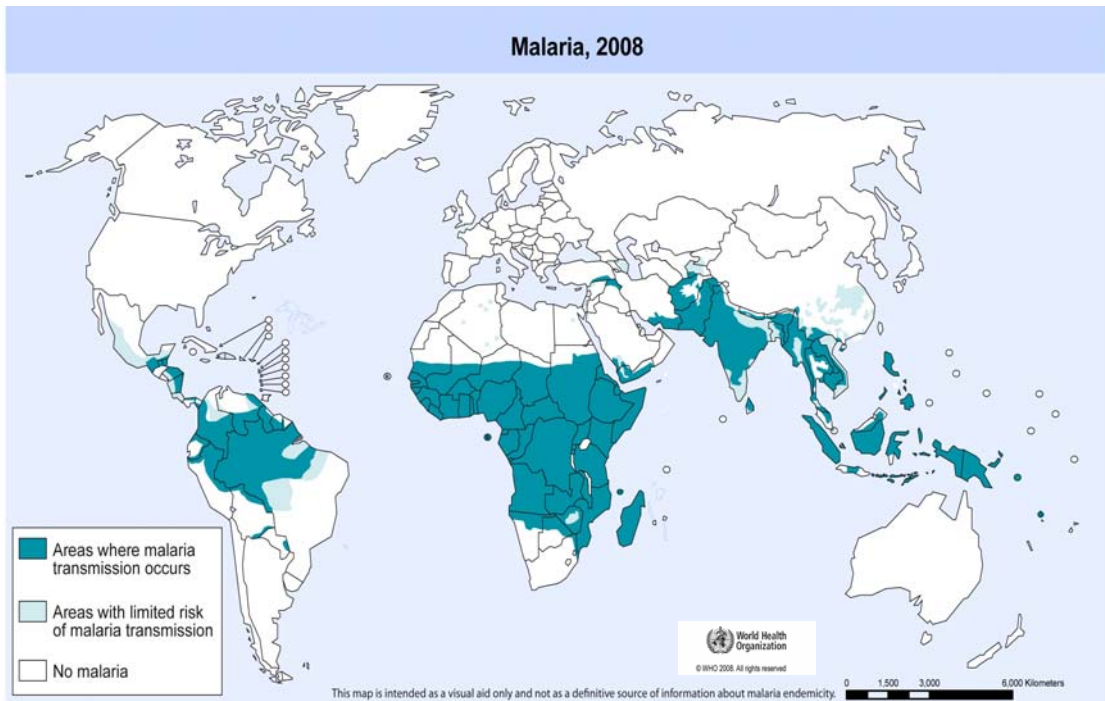 Malaria, 2008
Areas where malaria
transmission occurs
Areas with limited risk
of malaria transmission
No malaria
World Health
Organization
© WHO 2008. All rights reserved
This map is intended as a visual aid only and not as a definitive source of information about malaria endemicity.
0 1,500 3,000 6,000 Kilometers